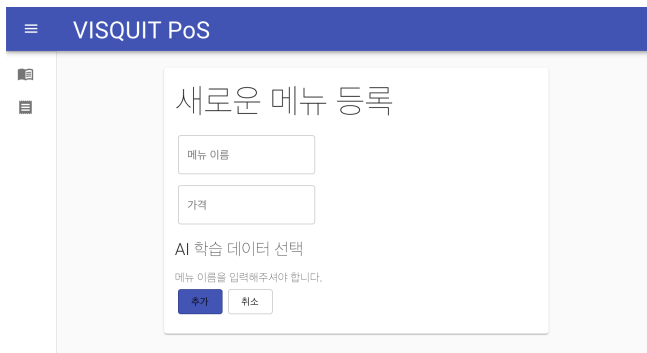 VISQUIT PoS
새로운 메뉴 등록
메뉴 이름
가격
AI 학습 데이터 선택
메뉴 이름을 입력해주셔야 합니다.
추가 취소